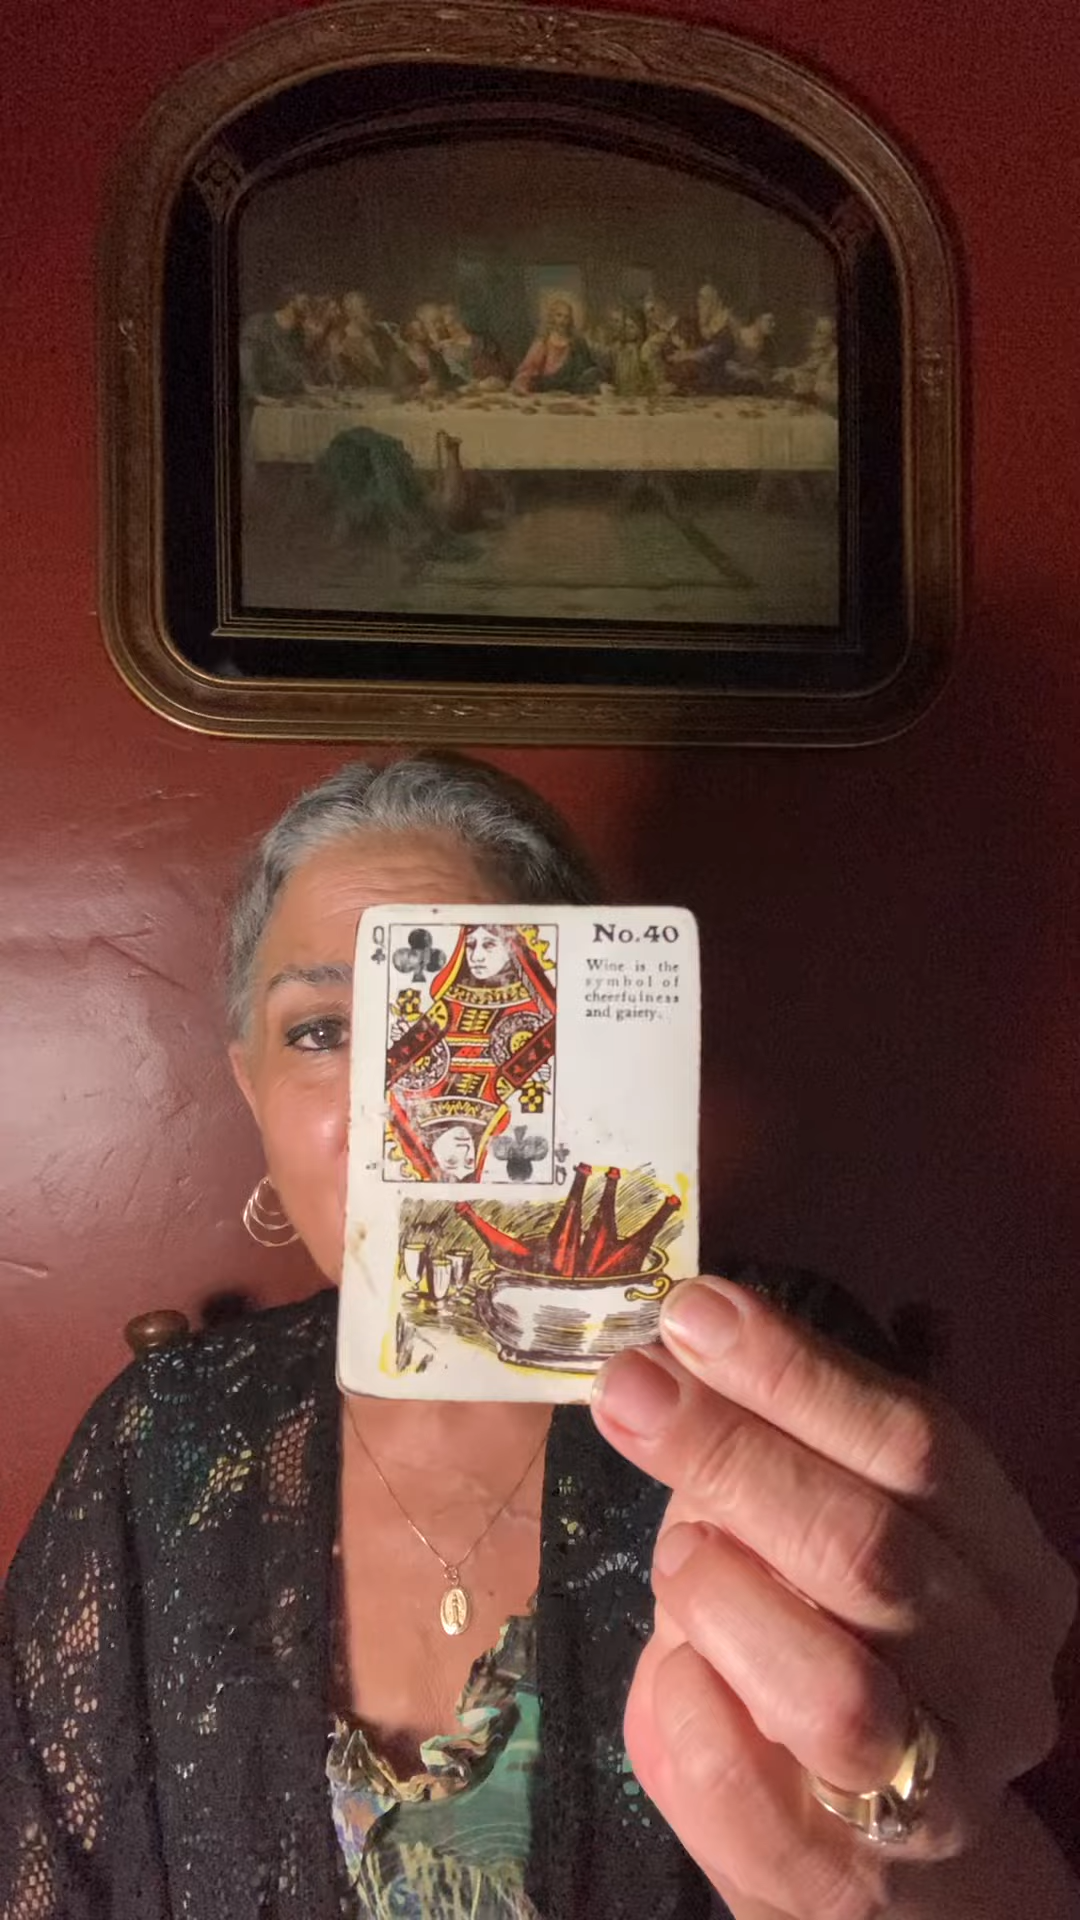 Q
No.40
Wine is the
symbol of
cheerfulness
and gaiety.
Q